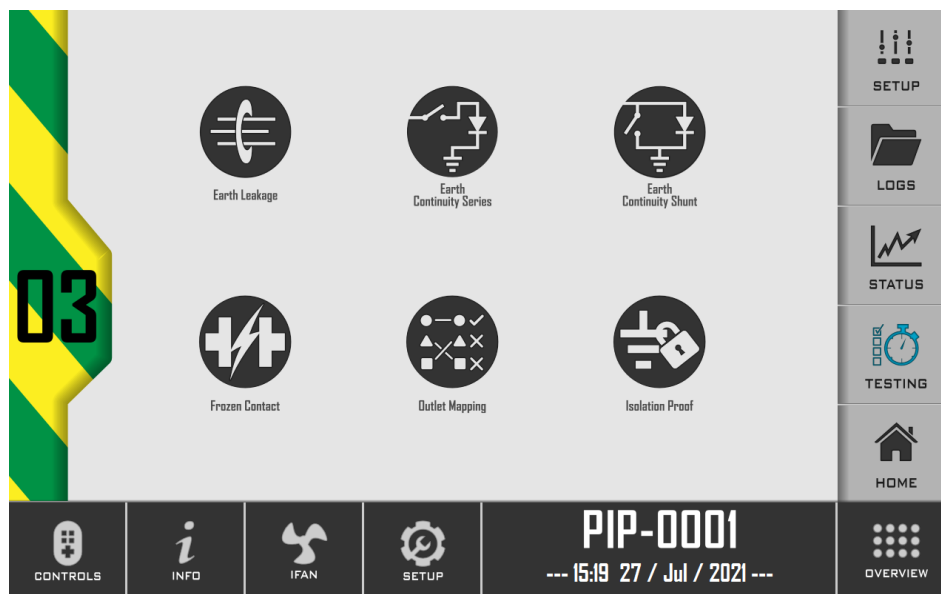 SETUP
LOGS
STATUS
TESTING
HOME
03
Earth Leakage
Earth
Continuity Series
Earth
Continuity Shunt
Frozen Contact
Outlet Mapping
Isolation Proof
CONTROLS
INFO
IFAN
SETUP
PIP-0001
--- 15:19 27 / Jul / 2021 ---
OVERVIEW